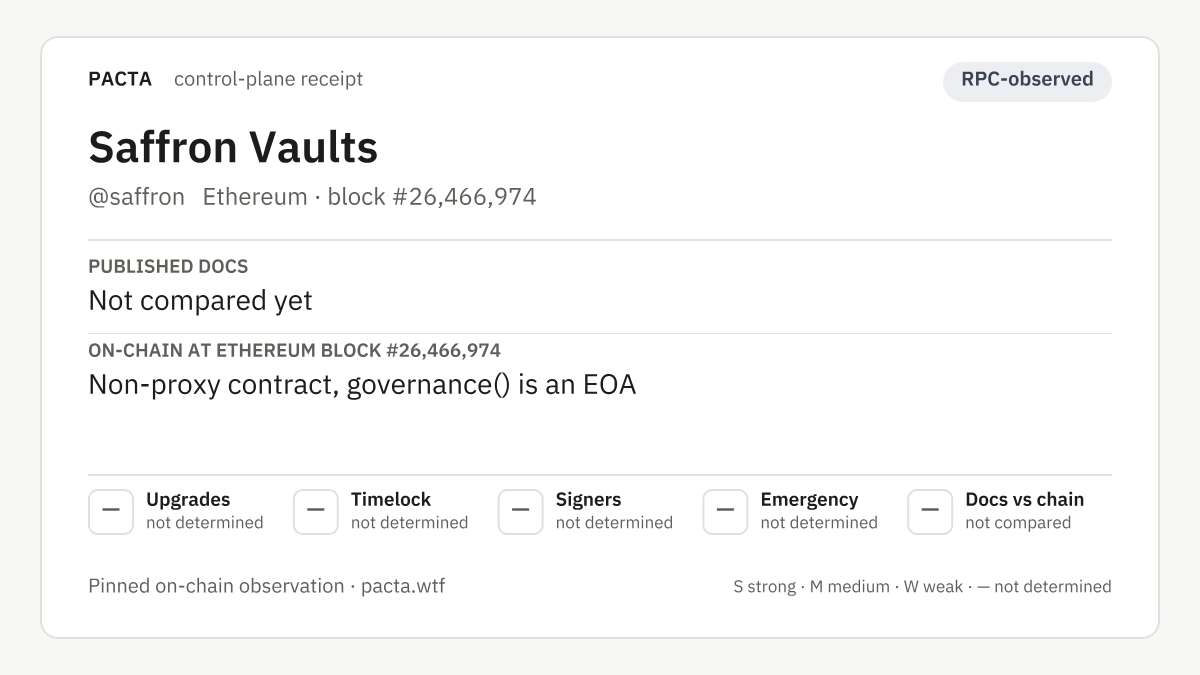 PACTA control-plane receipt
RPC-observed
Saffron Vaults
@saffron Ethereum · block #26,466,974
PUBLISHED DOCS
Not compared yet
ON-CHAIN AT ETHEREUM BLOCK #26,466,974
Non-proxy contract, governance() is an EOA
— Upgrades
not determined
— Timelock
not determined
— Signers
not determined
— Emergency
not determined
— Docs vs chain
not compared
Pinned on-chain observation · pacta.wtf
S strong · M medium · W weak · — not determined